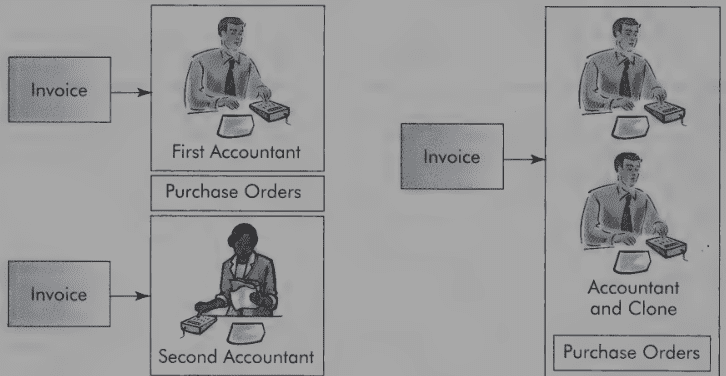 Invoice
First Accountant
Purchase Orders
Invoice
Second Accountant
Invoice
Accountant
and Clone
Purchase Orders